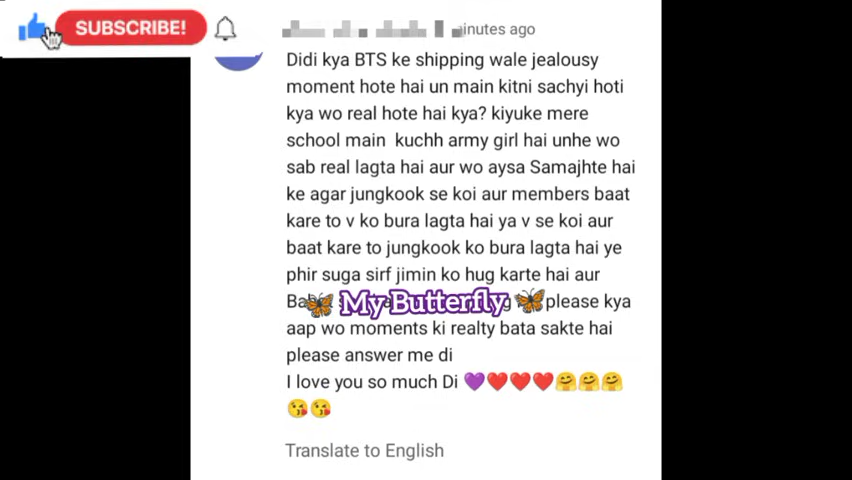 SUBSCRIBE!
inutes ago
Didi kya BTS ke shipping wale jealousy
moment hote hai un main kitni sachyi hoti
kya wo real hote hai kya? kiyuke mere
school main kuchh army girl hai unhe wo
sab real lagta hai aur wo aysa Samajhte hai
ke agar jungkook se koi aur members baat
kare to v ko bura lagta hai ya v se koi aur
baat kare to jungkook ko bura lagta hai ye
phir suga sirf jimin ko hug karte hai aur
please kya
🦋 My Butterfly 🦋
aap wo moments ki realty bata sakte hai
please answer me di
I love you so much Di 💜❤️❤️❤️🤗🤗🤗
😘😘
Translate to English